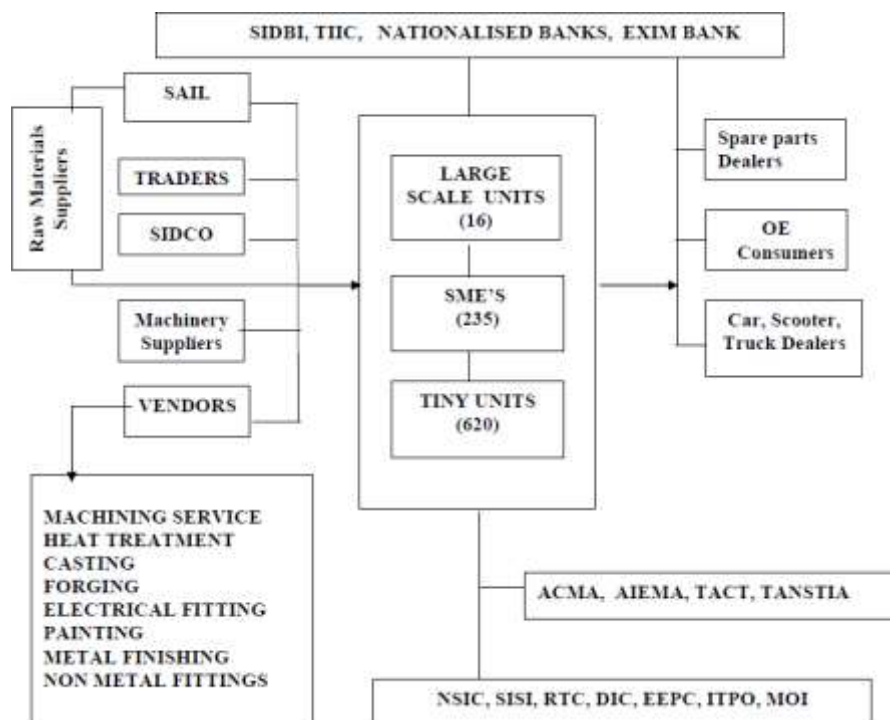 SIDBI, TIIC, NATIONALISED BANKS, EXIM BANK
SAIL
Raw Materials
Suppliers
TRADERS
SIDCO
Machinery
Suppliers
VENDORS
MACHINING SERVICE
HEAT TREATMENT
CASTING
FORGING
ELECTRICAL FITTING
PAINTING
METAL FINISHING
NON METAL FITTINGS
LARGE
SCALE UNITS
(16)
SME'S
(235)
TINY UNITS
(620)
Spare parts
Dealers
OE
Consumers
Car, Scooter,
Truck Dealers
ACMA, AIEMA, TACT, TANSTIA
NSIC, SISI, RTC, DIC, EEPC, ITPO, MOI